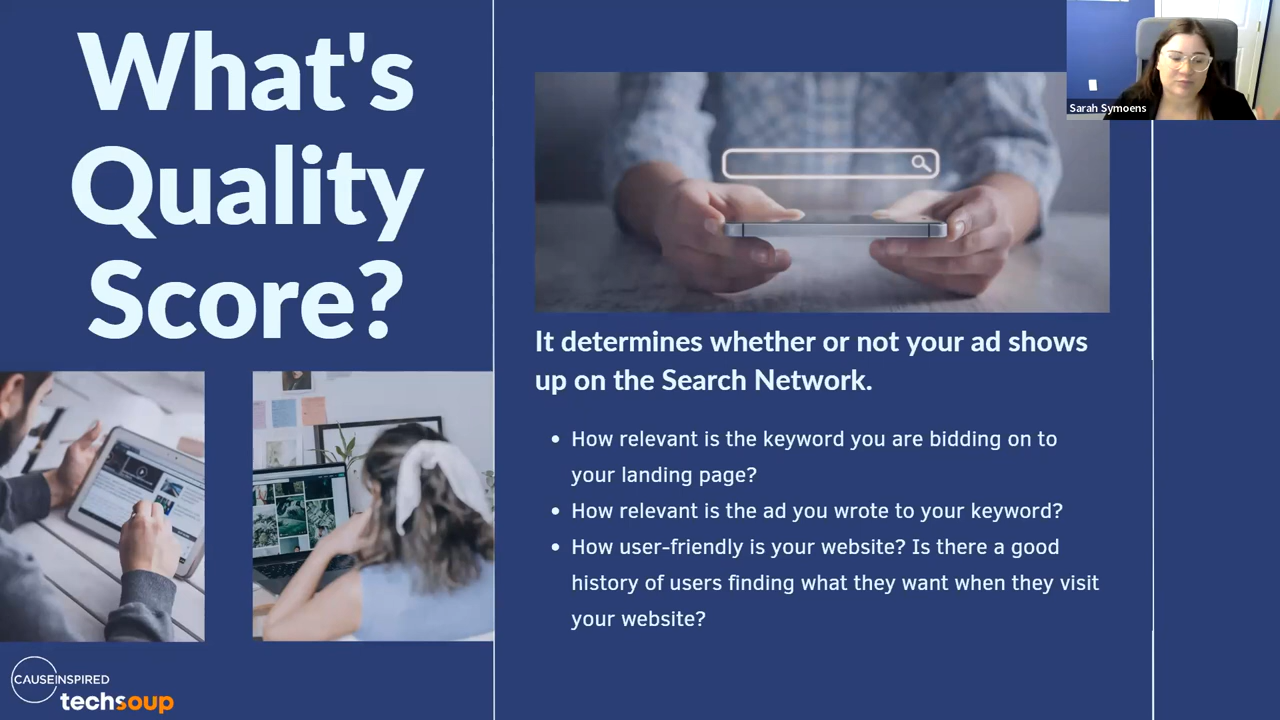 What's
Quality
Score?
Sarah Symoens
It determines whether or not your ad shows
up on the Search Network.
• How relevant is the keyword you are bidding on to
your landing page?
• How relevant is the ad you wrote to your keyword?
• How user-friendly is your website? Is there a good
history of users finding what they want when they visit
your website?
CAUSEINSPIRED
techsoup